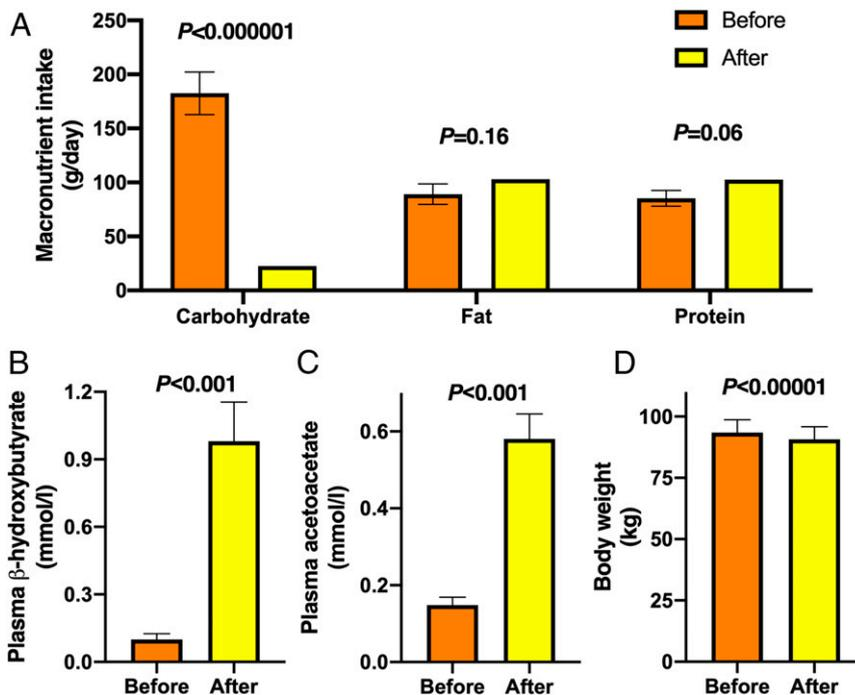 A
Macronutrient intake
(g/day)
250
200
150
100
50
0
P<0.000001
P=0.16
P=0.06
Before
After
Carbohydrate
Fat
Protein
B
Plasma β-hydroxybutyrate
(mmol/l)
1.2
0.9
0.6
0.3
0.0
P<0.001
Before
After
C
Plasma acetoacetate
(mmol/l)
0.6
0.4
0.2
0.0
P<0.001
Before
After
D
Body weight
(kg)
100
75
50
25
0
P<0.00001
Before
After